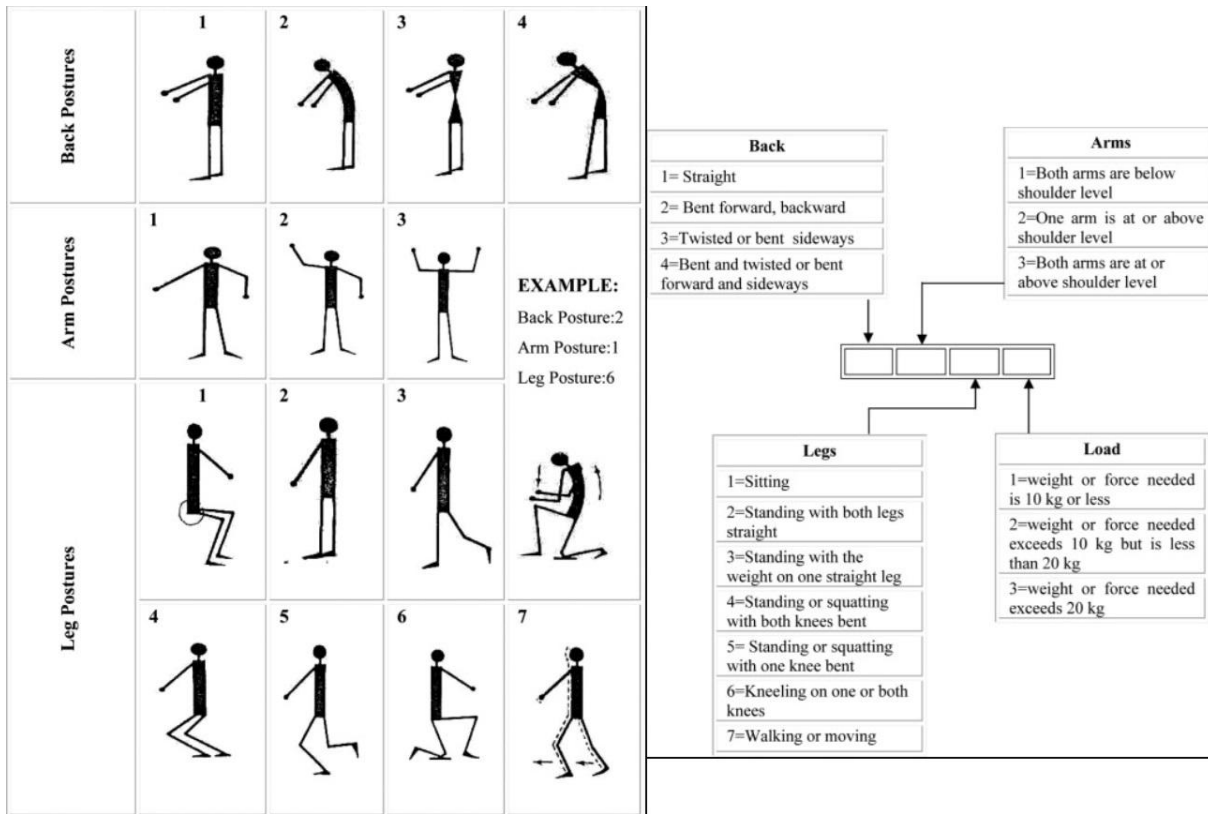 Back Postures
1
2
3
4
Arm Postures
1
2
3
EXAMPLE:
Back Posture:2
Arm Posture:1
Leg Posture:6
Leg Postures
1
2
3
4
5
6
7
Back
1= Straight
2= Bent forward, backward
3=Twisted or bent sideways
4=Bent and twisted or bent
forward and sideways
Arms
1=Both arms are below
shoulder level
2=One arm is at or above
shoulder level
3=Both arms are at or
above shoulder level
Legs
1=Sitting
2=Standing with both legs
straight
3=Standing with the
weight on one straight leg
4=Standing or squatting
with both knees bent
5= Standing or squatting
with one knee bent
6=Kneeling on one or both
knees
7=Walking or moving
Load
1=weight or force needed
is 10 kg or less
2=weight or force needed
exceeds 10 kg but is less
than 20 kg
3=weight or force needed
exceeds 20 kg